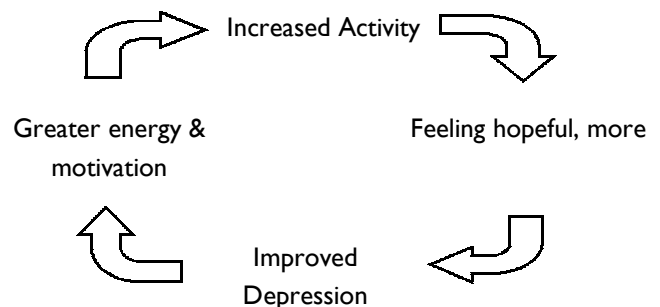 Increased Activity
Greater energy &
motivation
Feeling hopeful, more
Improved
Depression